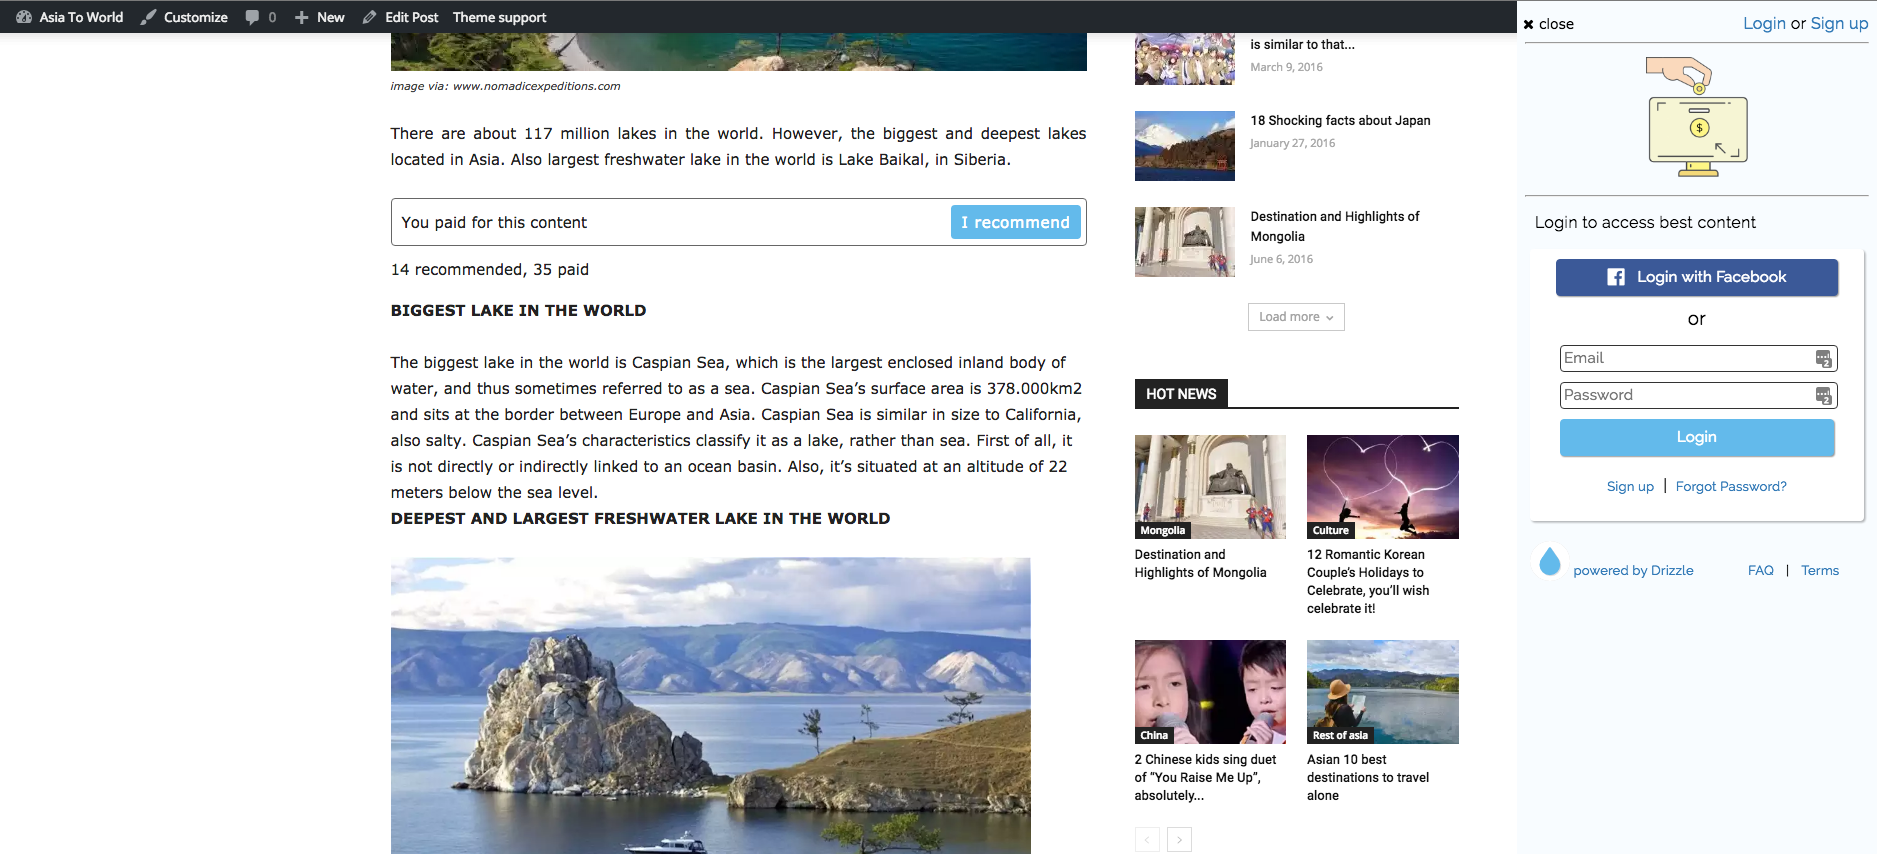 Asia To World
Customize
0
New
Edit Post
Theme support
image via: www.nomadicexpeditions.com
There are about 117 million lakes in the world. However, the biggest and deepest lakes
located in Asia. Also largest freshwater lake in the world is Lake Baikal, in Siberia.
You paid for this content
I recommend
14 recommended, 35 paid
BIGGEST LAKE IN THE WORLD
The biggest lake in the world is Caspian Sea, which is the largest enclosed inland body of
water, and thus sometimes referred to as a sea. Caspian Sea’s surface area is 378.000km2
and sits at the border between Europe and Asia. Caspian Sea is similar in size to California,
also salty. Caspian Sea’s characteristics classify it as a lake, rather than sea. First of all, it
is not directly or indirectly linked to an ocean basin. Also, it’s situated at an altitude of 22
meters below the sea level.
DEEPEST AND LARGEST FRESHWATER LAKE IN THE WORLD
is similar to that...
March 9, 2016
18 Shocking facts about Japan
January 27, 2016
Destination and Highlights of
Mongolia
June 6, 2016
Load more
HOT NEWS
Mongolia
Destination and
Highlights of Mongolia
Culture
12 Romantic Korean
Couple’s Holidays to
Celebrate, you’ll wish
celebrate it!
China
2 Chinese kids sing duet
of “You Raise Me Up”,
absolutely...
Rest of asia
Asian 10 best
destinations to travel
alone
close
Login or Sign up
$
Login to access best content
Login with Facebook
or
Email
2
Password
2
Login
Sign up | Forgot Password?
powered by Drizzle
FAQ | Terms